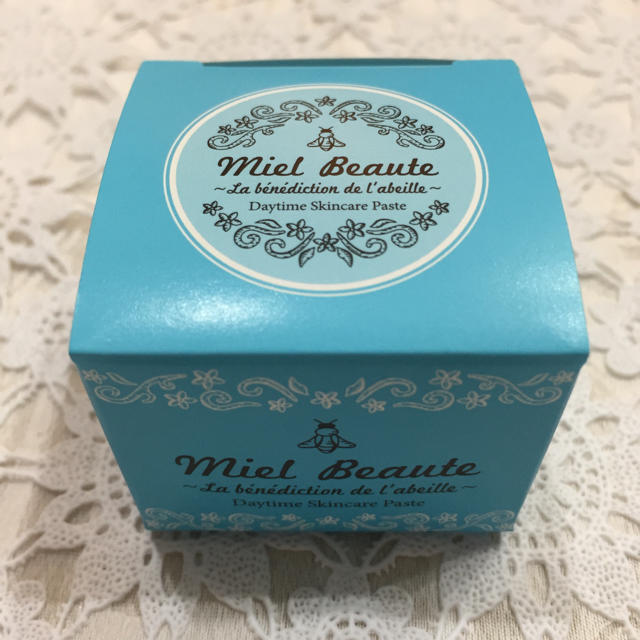 Miel Beaute
~La bénédiction de l'abeille~
Daytime Skincare Paste
Miel Beaute
~La bénédiction de l'abeille~
Daytime Skincare Paste